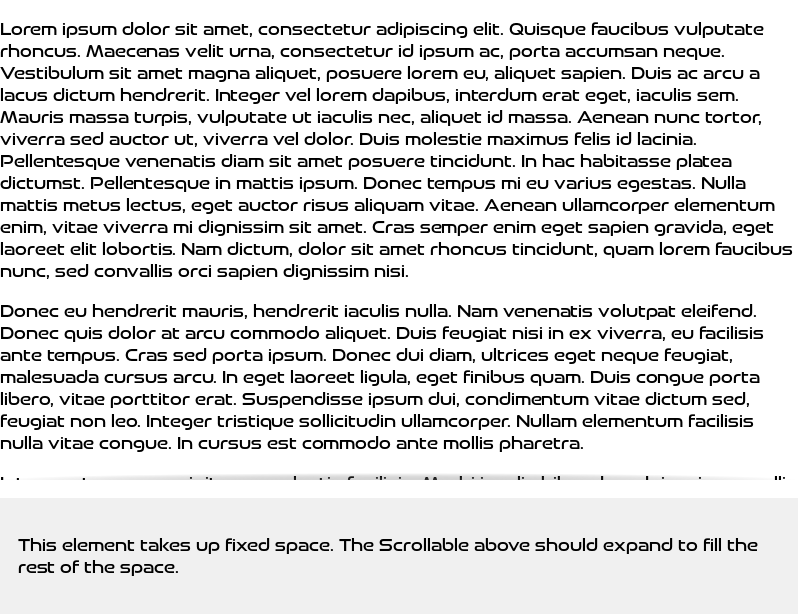 Lorem ipsum dolor sit amet, consectetur adipiscing elit. Quisque faucibus vulputate
rhoncus. Maecenas velit urna, consectetur id ipsum ac, porta accumsan neque.
Vestibulum sit amet magna aliquet, posuere lorem eu, aliquet sapien. Duis ac arcu a
lacus dictum hendrerit. Integer vel lorem dapibus, interdum erat eget, iaculis sem.
Mauris massa turpis, vulputate ut iaculis nec, aliquet id massa. Aenean nunc tortor,
viverra sed auctor ut, viverra vel dolor. Duis molestie maximus felis id lacinia.
Pellentesque venenatis diam sit amet posuere tincidunt. In hac habitasse platea
dictumst. Pellentesque in mattis ipsum. Donec tempus mi eu varius egestas. Nulla
mattis metus lectus, eget auctor risus aliquam vitae. Aenean ullamcorper elementum
enim, vitae viverra mi dignissim sit amet. Cras semper enim eget sapien gravida, eget
laoreet elit lobortis. Nam dictum, dolor sit amet rhoncus tincidunt, quam lorem faucibus
nunc, sed convallis orci sapien dignissim nisi.
Donec eu hendrerit mauris, hendrerit iaculis nulla. Nam venenatis volutpat eleifend.
Donec quis dolor at arcu commodo aliquet. Duis feugiat nisi in ex viverra, eu facilisis
ante tempus. Cras sed porta ipsum. Donec dui diam, ultrices eget neque feugiat,
malesuada cursus arcu. In eget laoreet ligula, eget finibus quam. Duis congue porta
libero, vitae porttitor erat. Suspendisse ipsum dui, condimentum vitae dictum sed,
feugiat non leo. Integer tristique sollicitudin ullamcorper. Nullam elementum facilisis
nulla vitae congue. In cursus est commodo ante mollis pharetra.
This element takes up fixed space. The Scrollable above should expand to fill the
rest of the space.